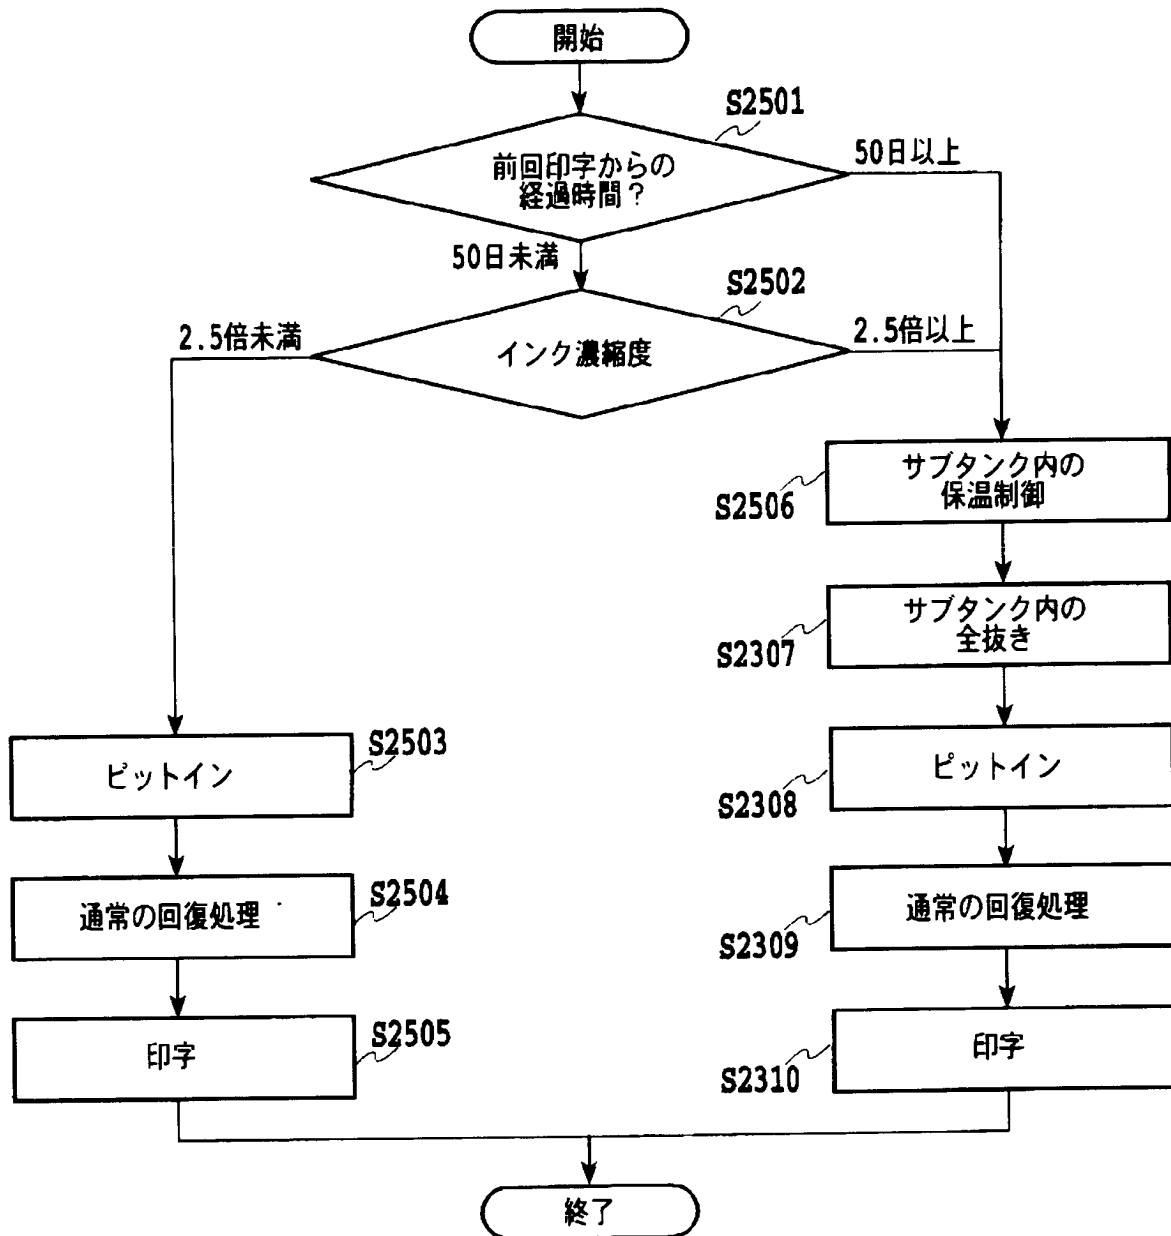 開始
S2501
前回印字からの
経過時間？
50日以上
50日未満
S2502
2.5倍未満
インク濃縮度
2.5倍以上
サブタンク内の
保温制御
S2506
サブタンク内の
全抜き
S2307
ピットイン
S2503
ピットイン
S2308
通常の回復処理
S2504
通常の回復処理
S2309
印字
S2505
印字
S2310
終了